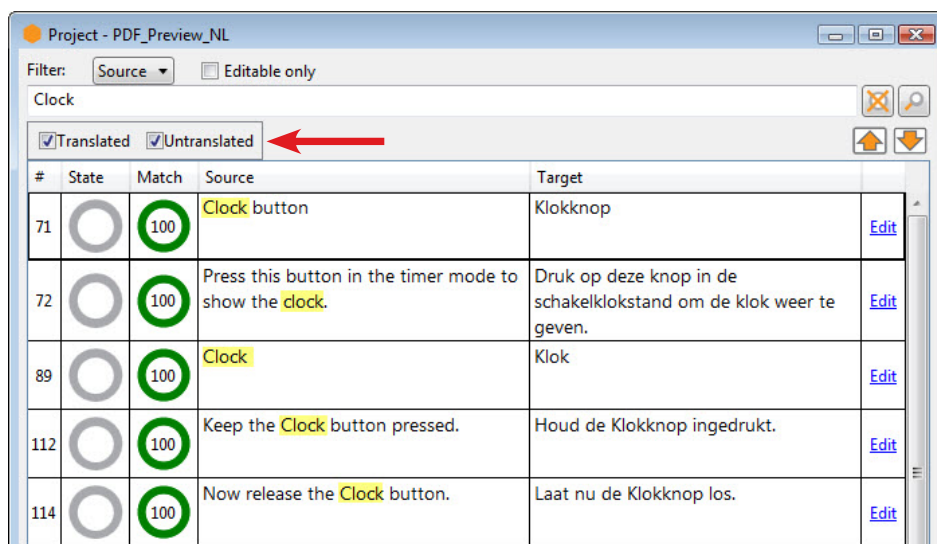 Project - PDF_Preview_NL
Filter: Source Editable only
Clock
Translated Untranslated
# State Match Source Target
71 100 Clock button Klokknop Edit
Press this button in the timer mode to Druk op deze knop in de
72 100 show the clock. schakelklokstand om de klok weer te Edit
geven.
89 100 Clock Klok Edit
112 100 Keep the Clock button pressed. Houd de Klokknop ingedrukt. Edit
114 100 Now release the Clock button. Laat nu de Klokknop los. Edit